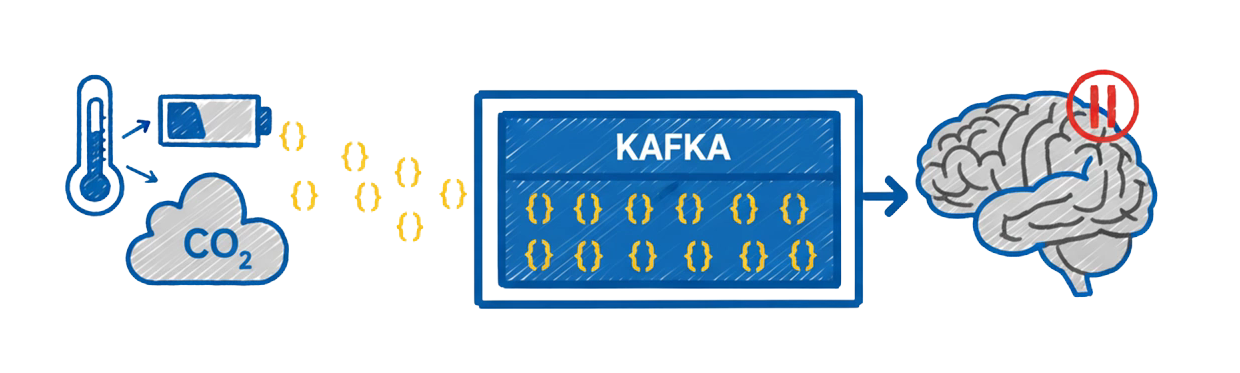 CO₂
{} {} {} {} {} {} {} {}
KAFKA
{} {} {} {} {} {}
{} {} {} {} {} {}